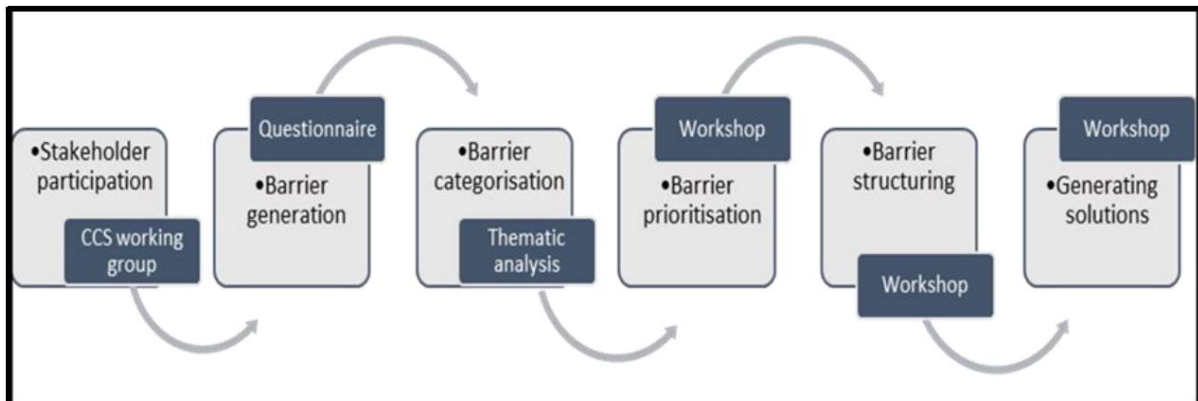 •Stakeholder
participation
CCS working
group
Questionnaire
•Barrier
generation
•Barrier
categorisation
Thematic
analysis
Workshop
•Barrier
prioritisation
•Barrier
structuring
Workshop
Workshop
•Generating
solutions